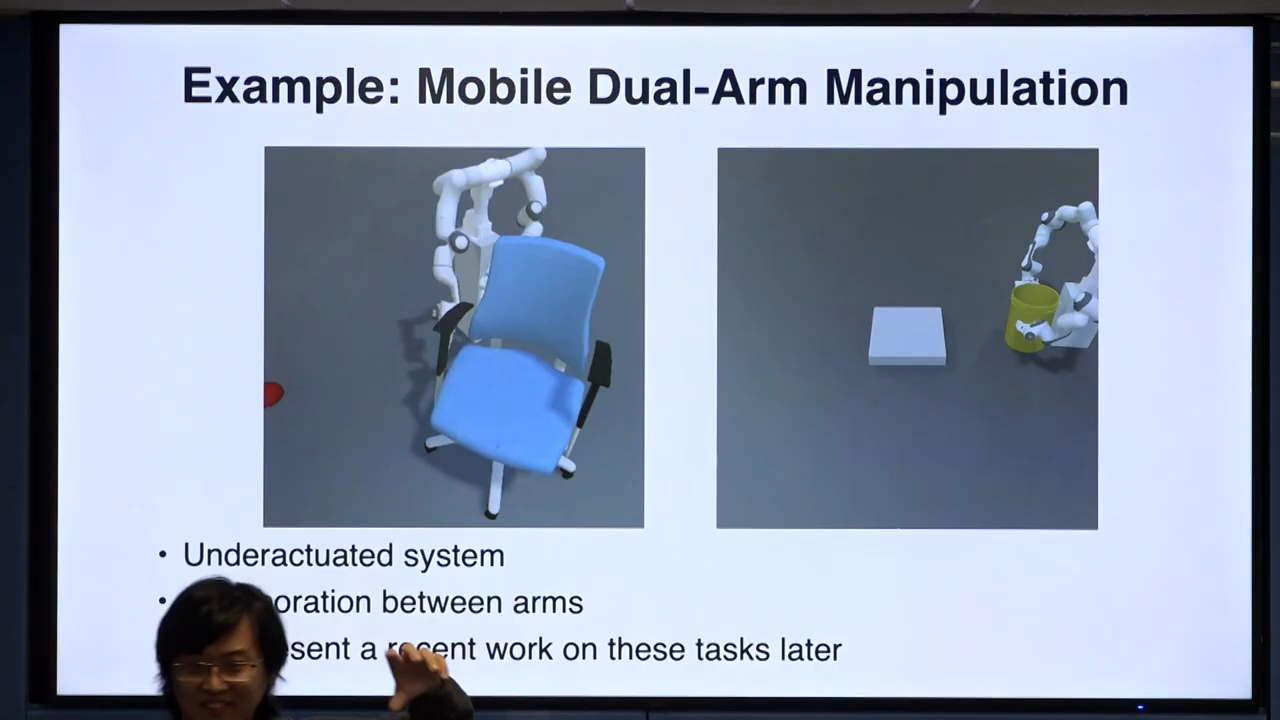 Example: Mobile Dual-Arm Manipulation
• Underactuated system
• oration between arms
sent a recent work on these tasks later